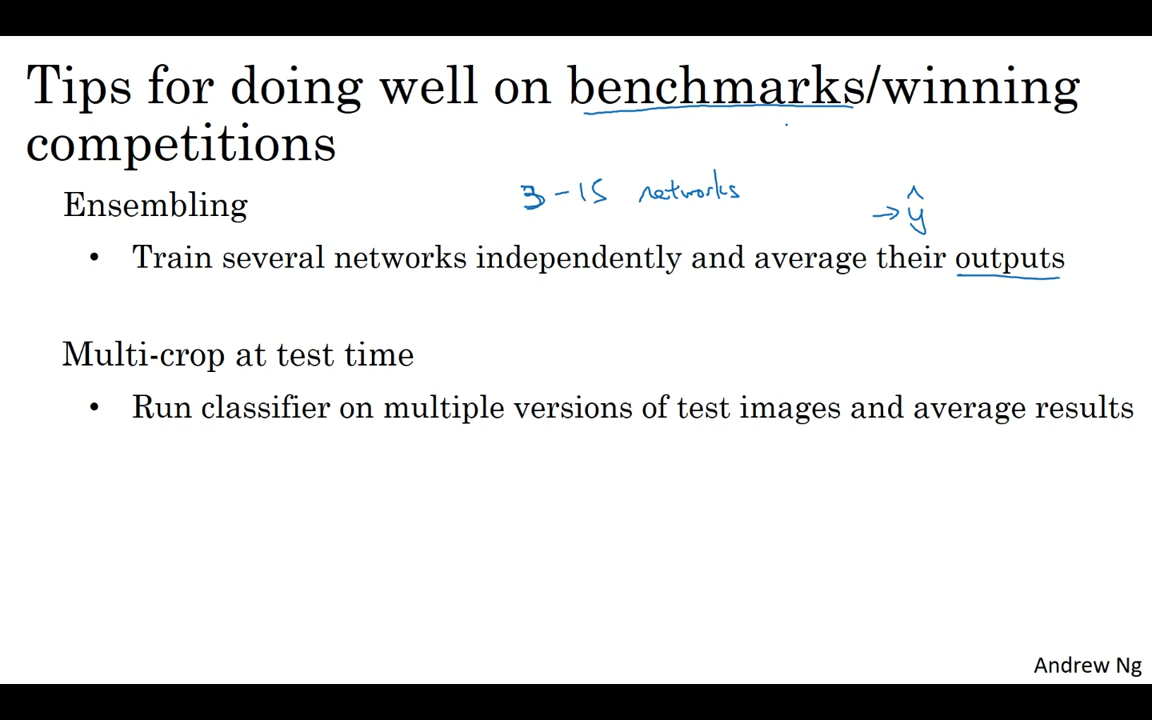 Tips for doing well on benchmarks/winning
competitions
Ensembling
3-15 networks
→ŷ
• Train several networks independently and average their outputs
Multi-crop at test time
• Run classifier on multiple versions of test images and average results
Andrew Ng